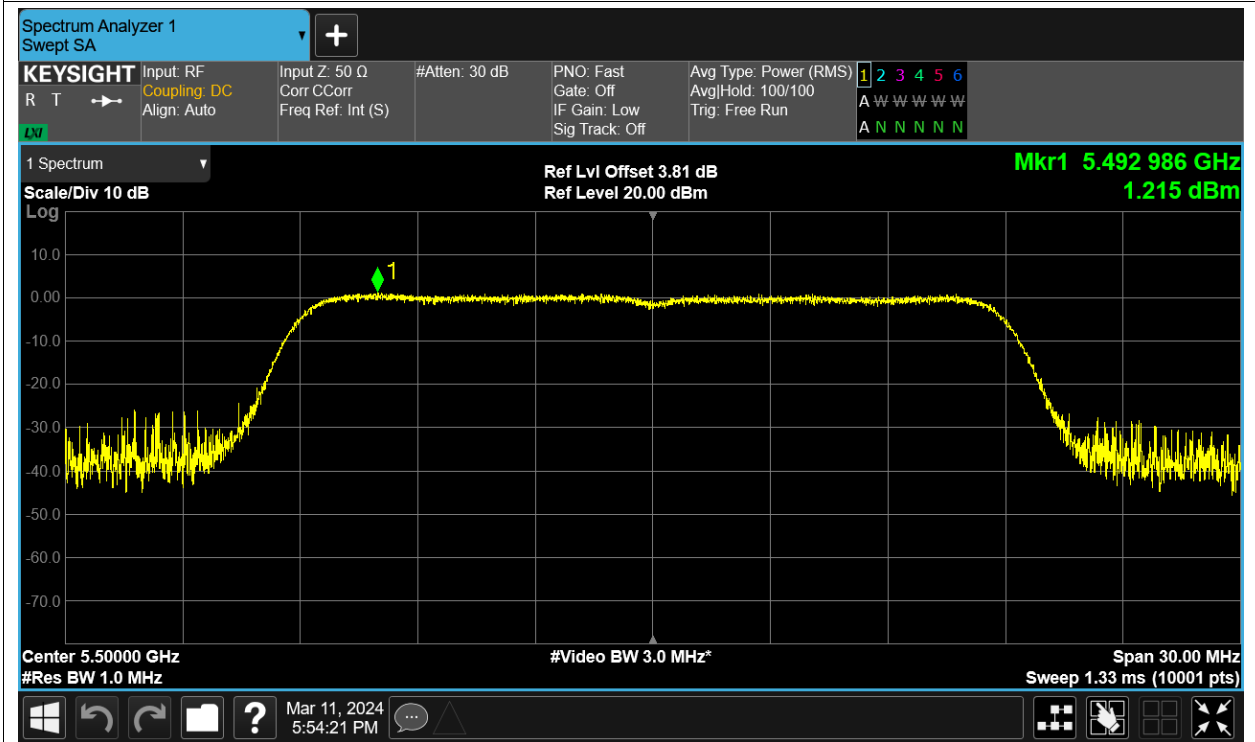 Spectrum Analyzer 1
Swept SA
+
KEYSIGHT
R T
LXI
Input: RF
Coupling: DC
Align: Auto
Input Z: 50 Ω
Corr CCorr
Freq Ref: Int (S)
#Atten: 30 dB
PNO: Fast
Gate: Off
IF Gain: Low
Sig Track: Off
Avg Type: Power (RMS)
Avg|Hold: 100/100
Trig: Free Run
1 2 3 4 5 6
A W W W W W
A N N N N N
1 Spectrum
Scale/Div 10 dB
Log
Ref Lvl Offset 3.81 dB
Ref Level 20.00 dBm
Mkr1 5.492 986 GHz
1.215 dBm
10.0
1
0.00
-10.0
-20.0
-30.0
-40.0
-50.0
-60.0
-70.0
Center 5.50000 GHz
#Video BW 3.0 MHz*
Span 30.00 MHz
#Res BW 1.0 MHz
Sweep 1.33 ms (10001 pts)
?
Mar 11, 2024
5:54:21 PM